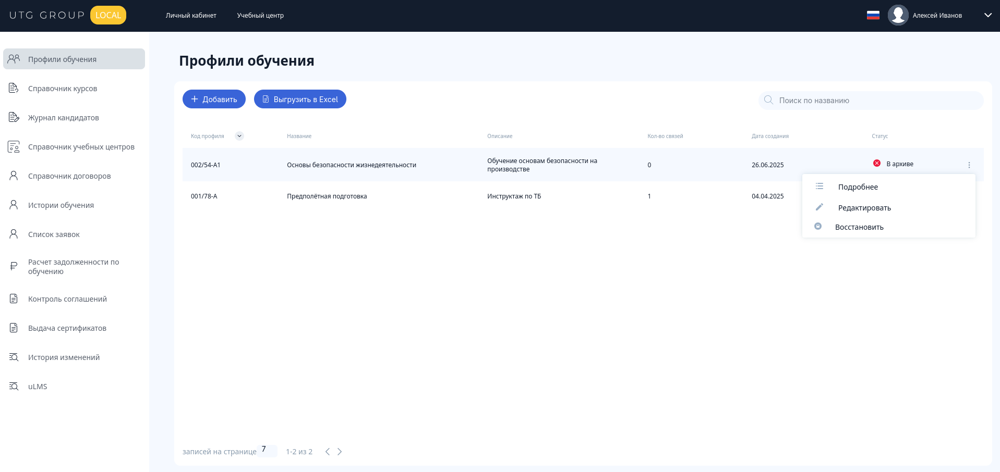 UTG GROUP LOCAL
Личный кабинет
Учебный центр
Алексей Иванов
Профили обучения
Справочник курсов
Журнал кандидатов
Справочник учебных центров
Справочник договоров
Истории обучения
Список заявок
Расчет задолженности по
обучению
Контроль соглашений
Выдача сертификатов
История изменений
uLMS
Профили обучения
Добавить
Выгрузить в Excel
Поиск по названию
Код профиля
Название
Описание
Кол-во связей
Дата создания
Статус
002/54-А1
Основы безопасности жизнедеятельности
Обучение основам безопасности на
производстве
0
26.06.2025
В архиве
001/78-А
Предполётная подготовка
Инструктаж по ТБ
1
04.04.2025
Подробнее
Редактировать
Восстановить
записей на странице 7
1-2 из 2